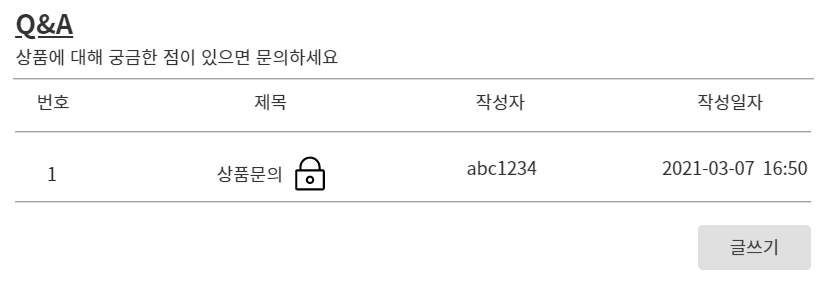 Q&A
상품에 대해 궁금한 점이 있으면 문의하세요
번호 제목 작성자 작성일자
1 상품문의 abc1234 2021-03-07 16:50
글쓰기